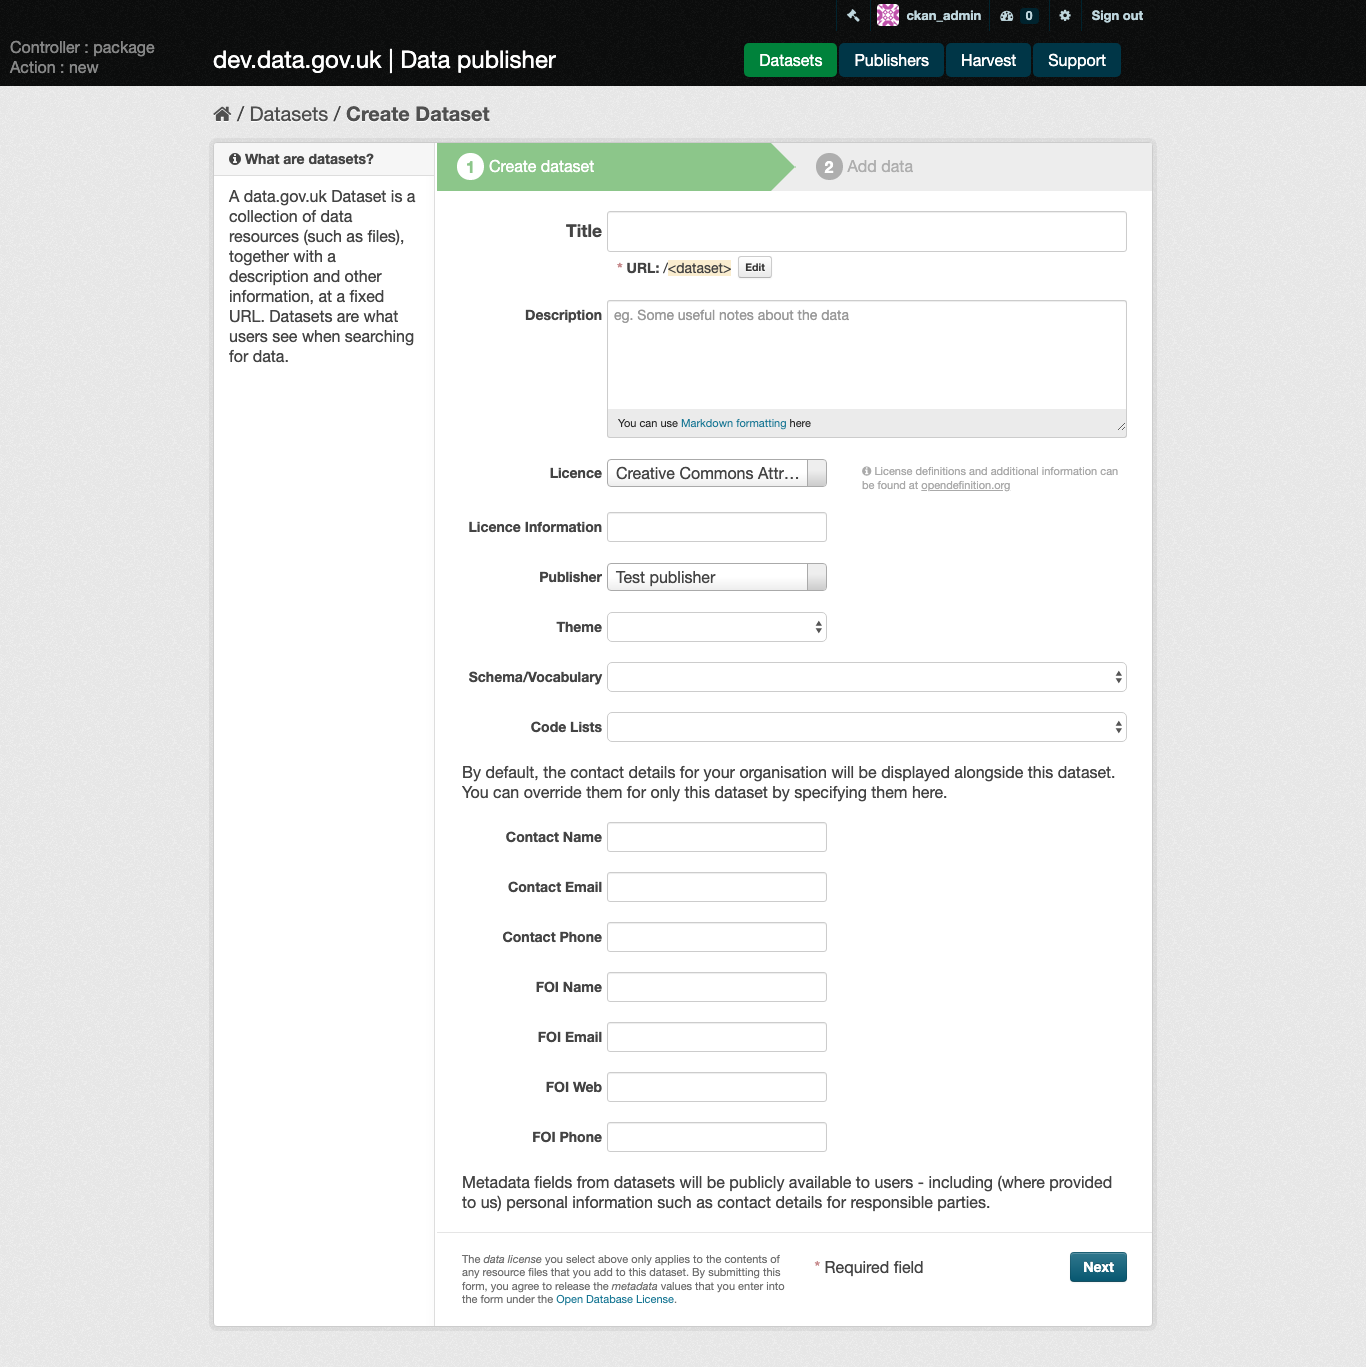 ckan_admin 0 Sign out
Controller : package
Action : new
dev.data.gov.uk | Data publisher
Datasets Publishers Harvest Support
/ Datasets / Create Dataset
What are datasets?
A data.gov.uk Dataset is a
collection of data
resources (such as files),
together with a
description and other
information, at a fixed
URL. Datasets are what
users see when searching
for data.
1 Create dataset
2 Add data
Title
* URL: /<dataset> Edit
Description eg. Some useful notes about the data
You can use Markdown formatting here
Licence Creative Commons Attr...
License definitions and additional information can
be found at opendefinition.org
Licence Information
Publisher Test publisher
Theme
Schema/Vocabulary
Code Lists
By default, the contact details for your organisation will be displayed alongside this dataset.
You can override them for only this dataset by specifying them here.
Contact Name
Contact Email
Contact Phone
FOI Name
FOI Email
FOI Web
FOI Phone
Metadata fields from datasets will be publicly available to users - including (where provided
to us) personal information such as contact details for responsible parties.
The data license you select above only applies to the contents of
any resource files that you add to this dataset. By submitting this
form, you agree to release the metadata values that you enter into
the form under the Open Database License.
* Required field
Next